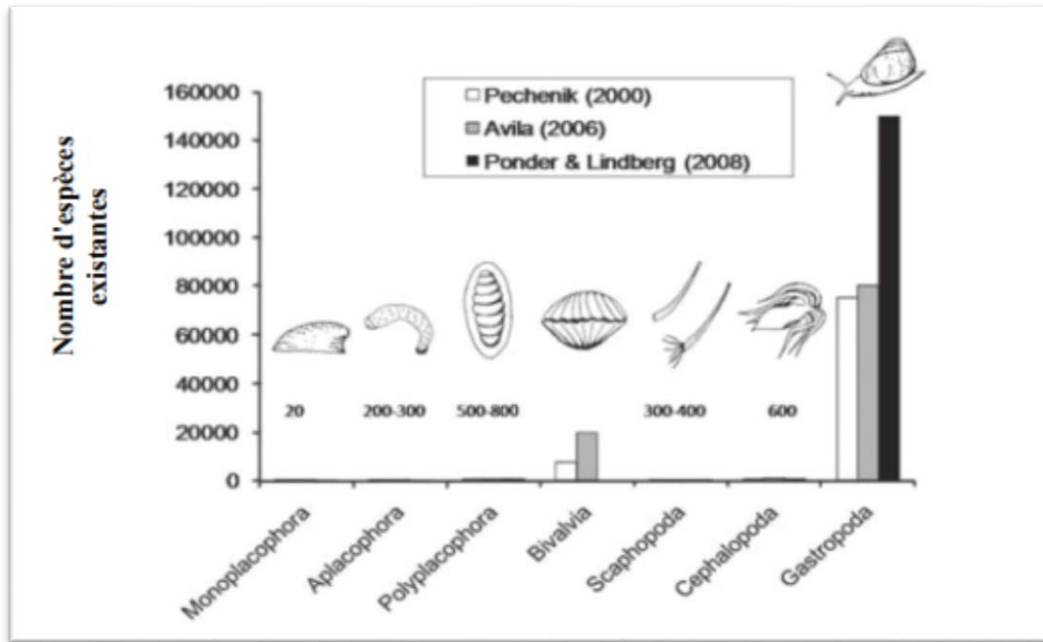 Nombre d'espèces
existantes
160000
140000
120000
100000
80000
60000
40000
20000
0
Pechenik (2000)
Avila (2006)
Ponder & Lindberg (2008)
20
200-300
500-800
300-400
600
Monoplacophora
Aplacophora
Polyplacophora
Bivalvia
Scaphopoda
Cephalopoda
Gastropoda